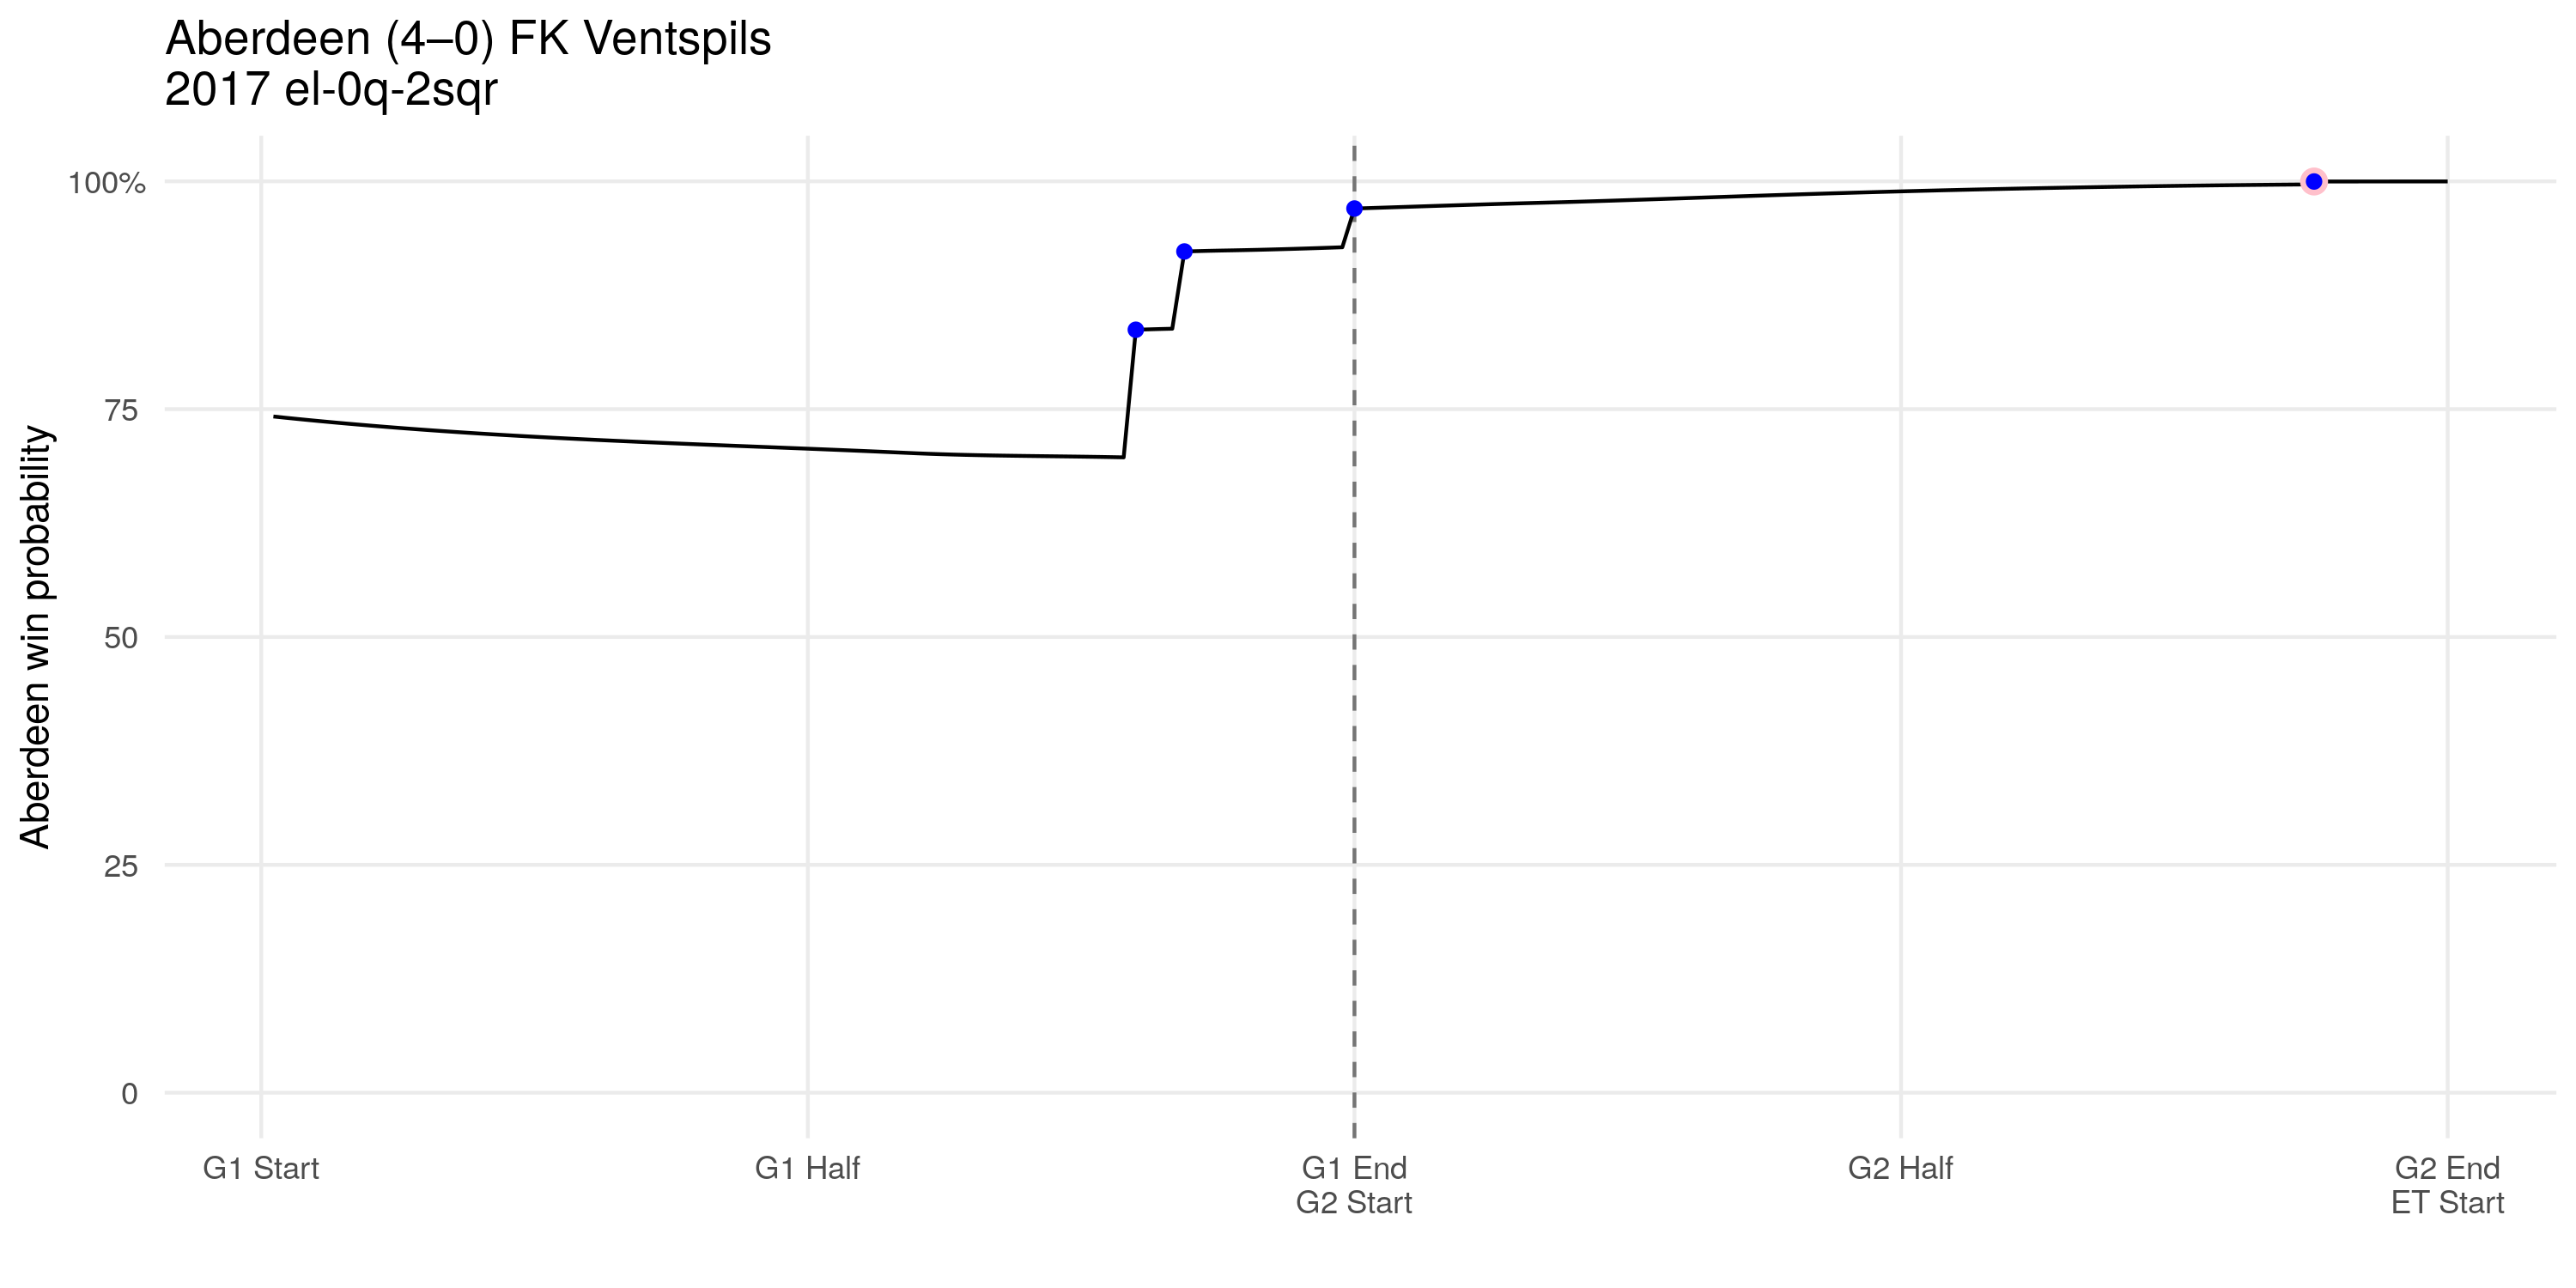 Aberdeen (4–0) FK Ventspils
2017 el-0q-2sqr
Aberdeen win probability
100%
75
50
25
0
G1 Start
G1 Half
G1 End
G2 Start
G2 Half
G2 End
ET Start